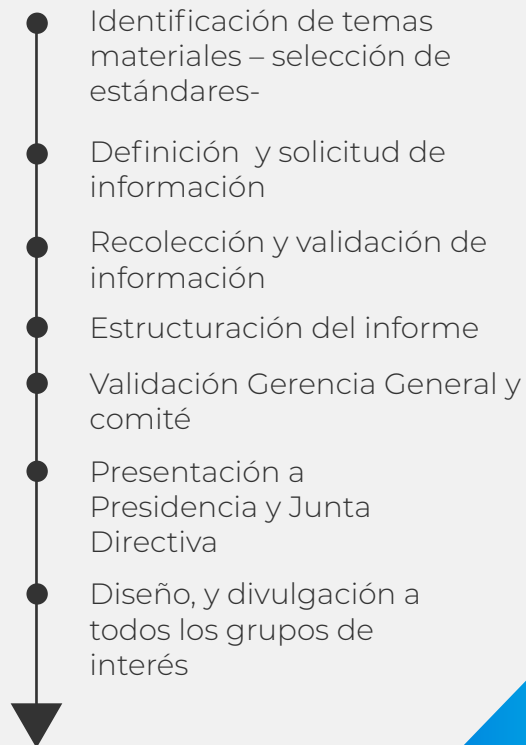 Identificación de temas
materiales – selección de
estándares-
Definición y solicitud de
información
Recolección y validación de
información
Estructuración del informe
Validación Gerencia General y
comité
Presentación a
Presidencia y Junta
Directiva
Diseño, y divulgación a
todos los grupos de
interés